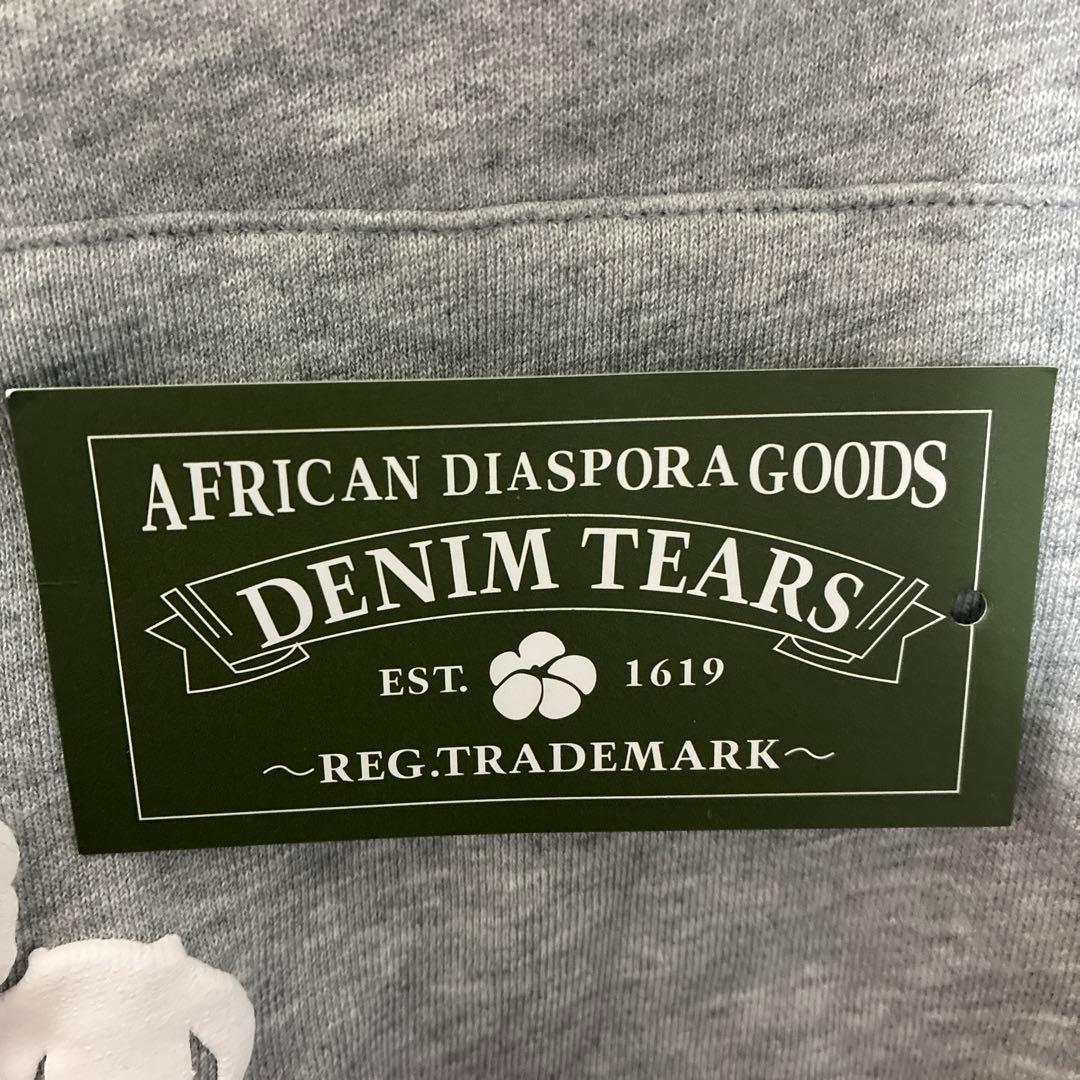 AFRICAN DIASPORA GOODS
DENIM TEARS
EST. 1619
~REG.TRADEMARK~